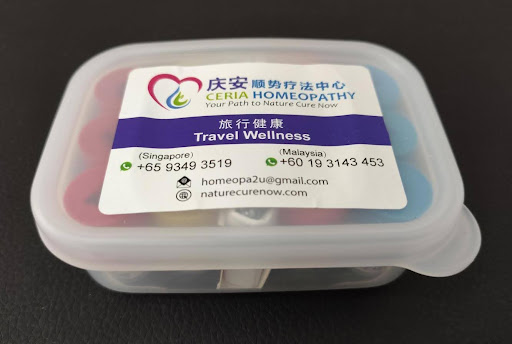 庆安 顺势疗法中心
CERIA HOMEOPATHY
Your Path to Nature Cure Now
旅行健康
Travel Wellness
(Singapore) (Malaysia)
+65 9349 3519 +60 19 3143 453
homeopa2u@gmail.com
naturecurenow.com